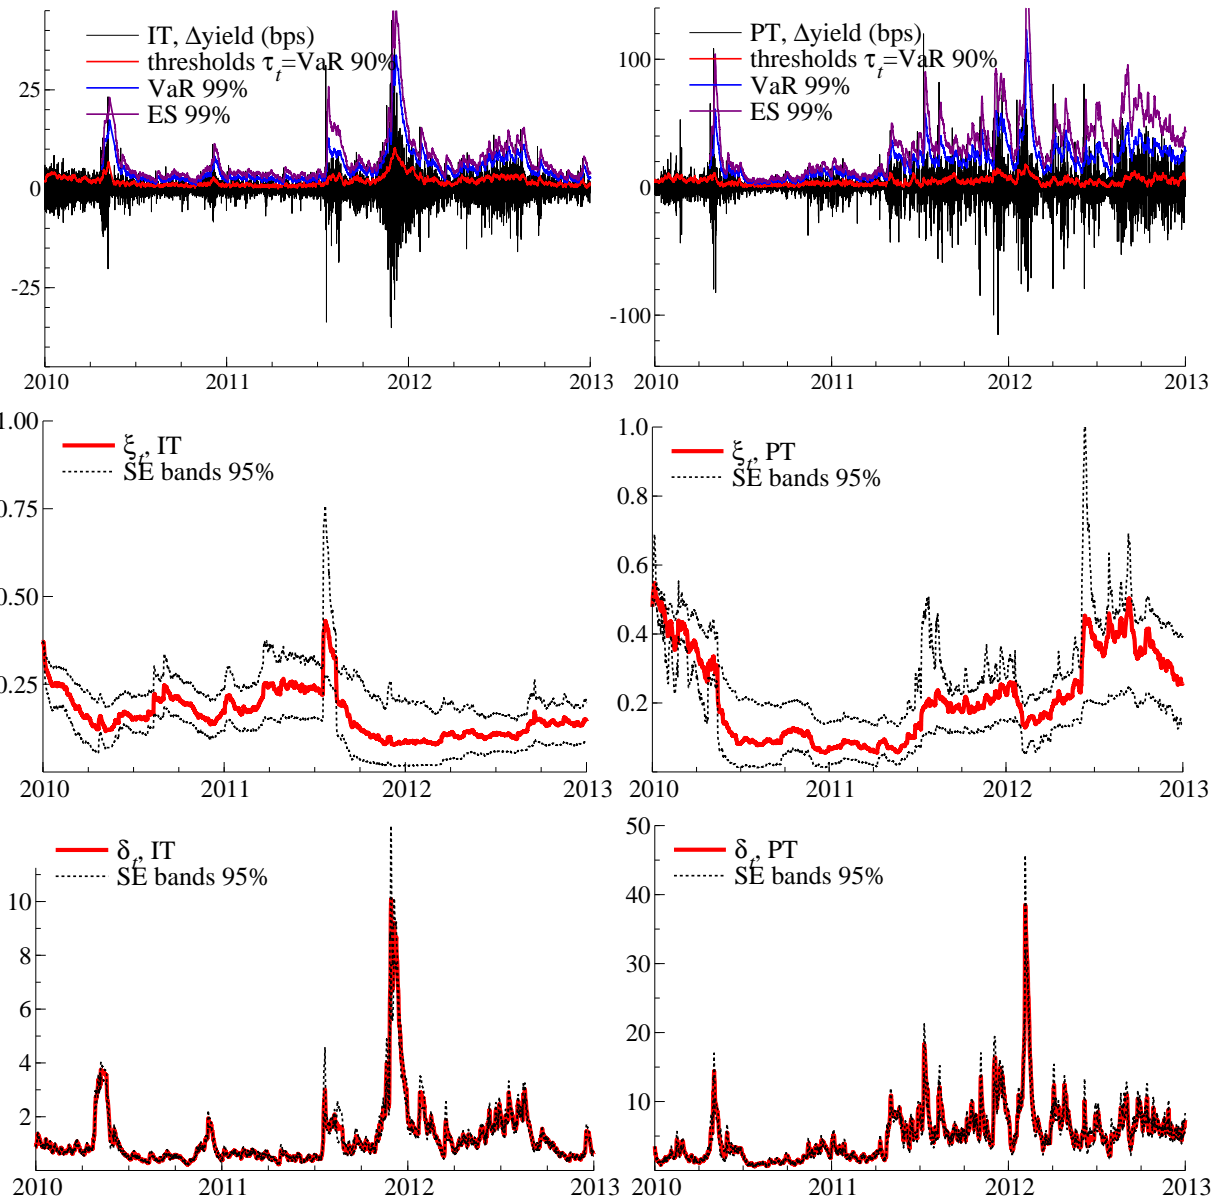 IT, Δyield (bps)
thresholds τt=VaR 90%
VaR 99%
ES 99%
25
0
-25
2010 2011 2012 2013
PT, Δyield (bps)
thresholds τt=VaR 90%
VaR 99%
ES 99%
100
0
-100
2010 2011 2012 2013
1.00
ξt, IT
SE bands 95%
0.75
0.50
0.25
2010 2011 2012 2013
1.0
ξt, PT
SE bands 95%
0.8
0.6
0.4
0.2
2010 2011 2012 2013
δt, IT
SE bands 95%
10
8
6
4
2
2010 2011 2012 2013
50
δt, PT
SE bands 95%
40
30
20
10
2010 2011 2012 2013